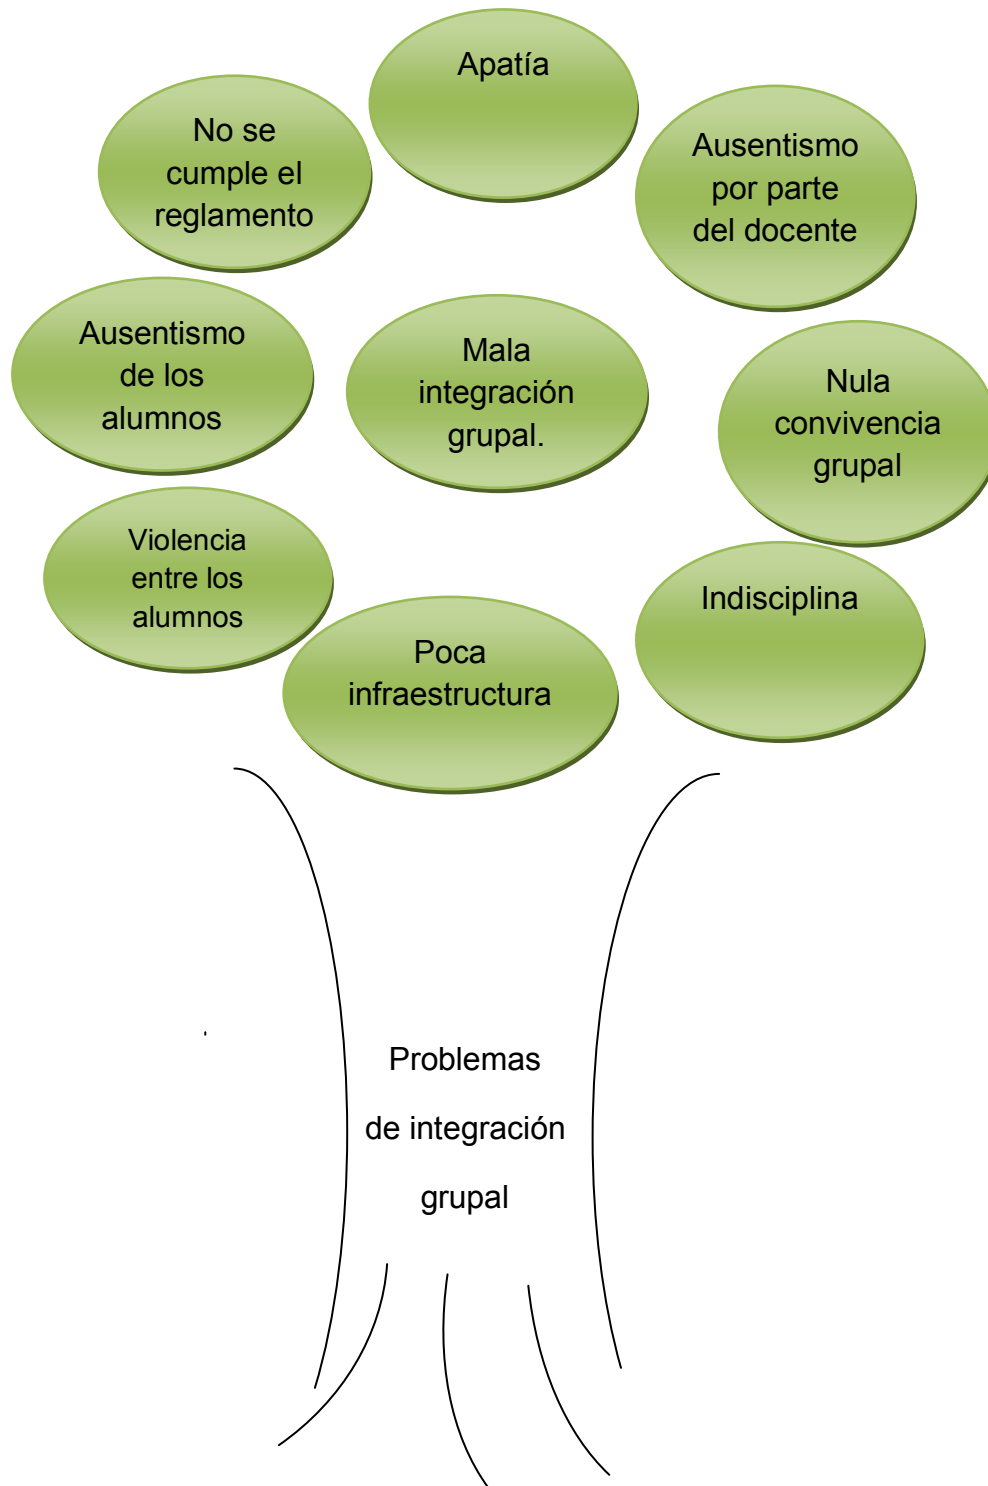 Apatía
No se
cumple el
reglamento
Ausentismo
por parte
del docente
Ausentismo
de los
alumnos
Mala
integración
grupal.
Nula
convivencia
grupal
Violencia
entre los
alumnos
Indisciplina
Poca
infraestructura
Problemas
de integración
grupal